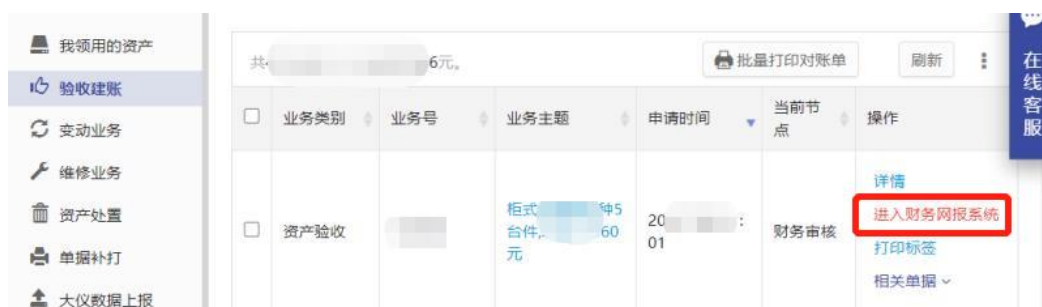 我领用的资产
验收建账
变动业务
维修业务
资产处置
单据补打
大仪数据上报
共 6元。
批量打印对账单
刷新
业务类别
业务号
业务主题
申请时间
当前节
点
操作
资产验收
柜式 种5
台件, 60
元
20 :
01
财务审核
详情
进入财务网报系统
打印标签
相关单据
在线客服